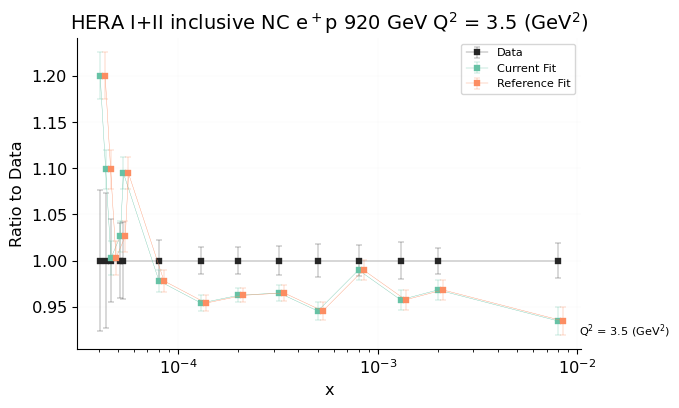 HERA I+II inclusive NC e⁺p 920 GeV Q² = 3.5 (GeV²)
Data
Current Fit
Reference Fit
Ratio to Data
1.20
1.15
1.10
1.05
1.00
0.95
Q² = 3.5 (GeV²)
10⁻⁴
10⁻³
10⁻²
x